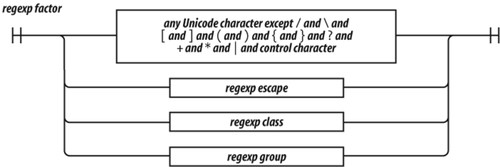 regexp factor
any Unicode character except / and \ and
[ and ] and ( and ) and { and } and ? and
+ and * and | and control character
regexp escape
regexp class
regexp group